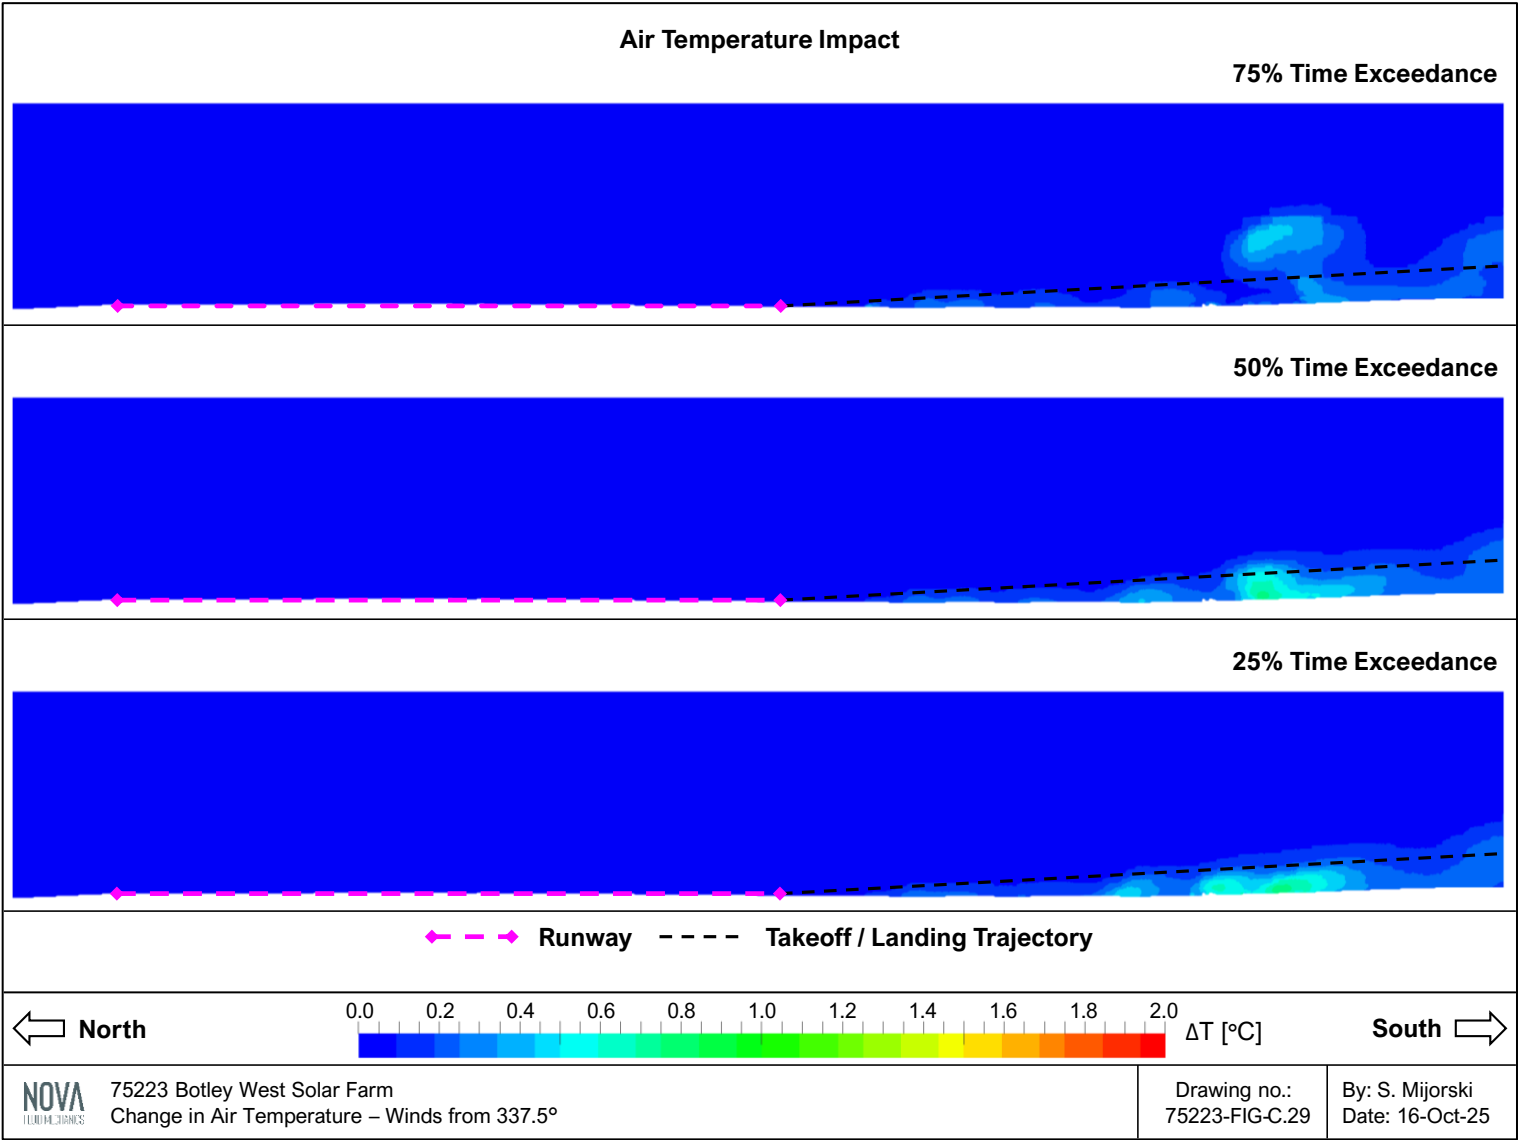 Air Temperature Impact
75% Time Exceedance
50% Time Exceedance
25% Time Exceedance
Runway
Takeoff / Landing Trajectory
North
0.0 0.2 0.4 0.6 0.8 1.0 1.2 1.4 1.6 1.8 2.0
ΔT [°C]
South
NOVA
FLUID MECHANICS
75223 Botley West Solar Farm
Change in Air Temperature – Winds from 337.5º
Drawing no.:
75223-FIG-C.29
By: S. Mijorski
Date: 16-Oct-25